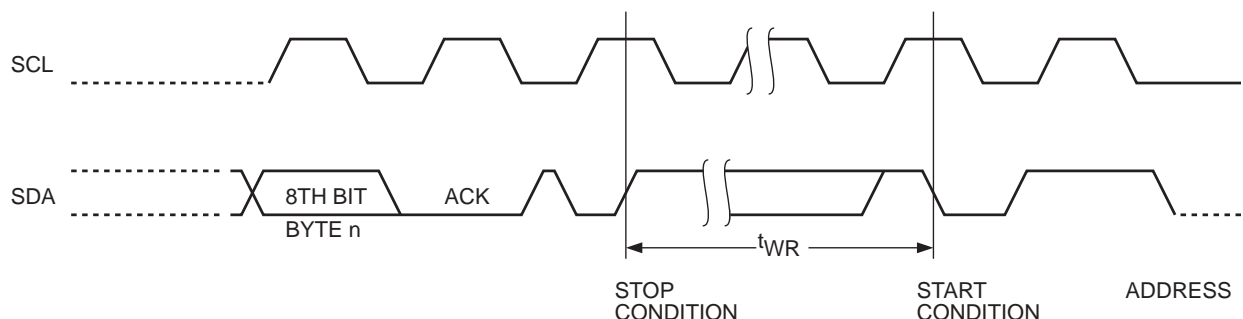 SCL
SDA
8TH BIT
ACK
BYTE n
tWR
STOP
CONDITION
START
CONDITION
ADDRESS